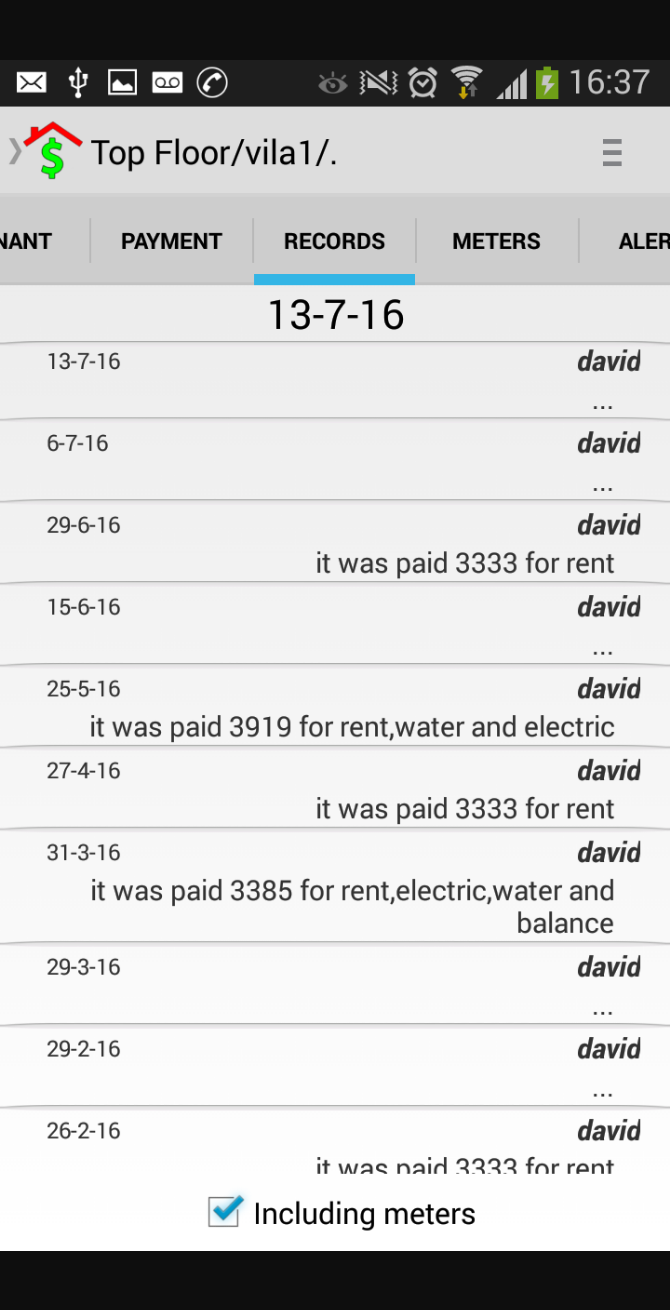 16:37
Top Floor/vila1/.
NANT
PAYMENT
RECORDS
METERS
ALER
13-7-16
13-7-16
david
...
6-7-16
david
...
29-6-16
david
it was paid 3333 for rent
15-6-16
david
...
25-5-16
david
it was paid 3919 for rent,water and electric
27-4-16
david
it was paid 3333 for rent
31-3-16
david
it was paid 3385 for rent,electric,water and
balance
29-3-16
david
...
29-2-16
david
...
26-2-16
david
it was paid 3333 for rent
Including meters